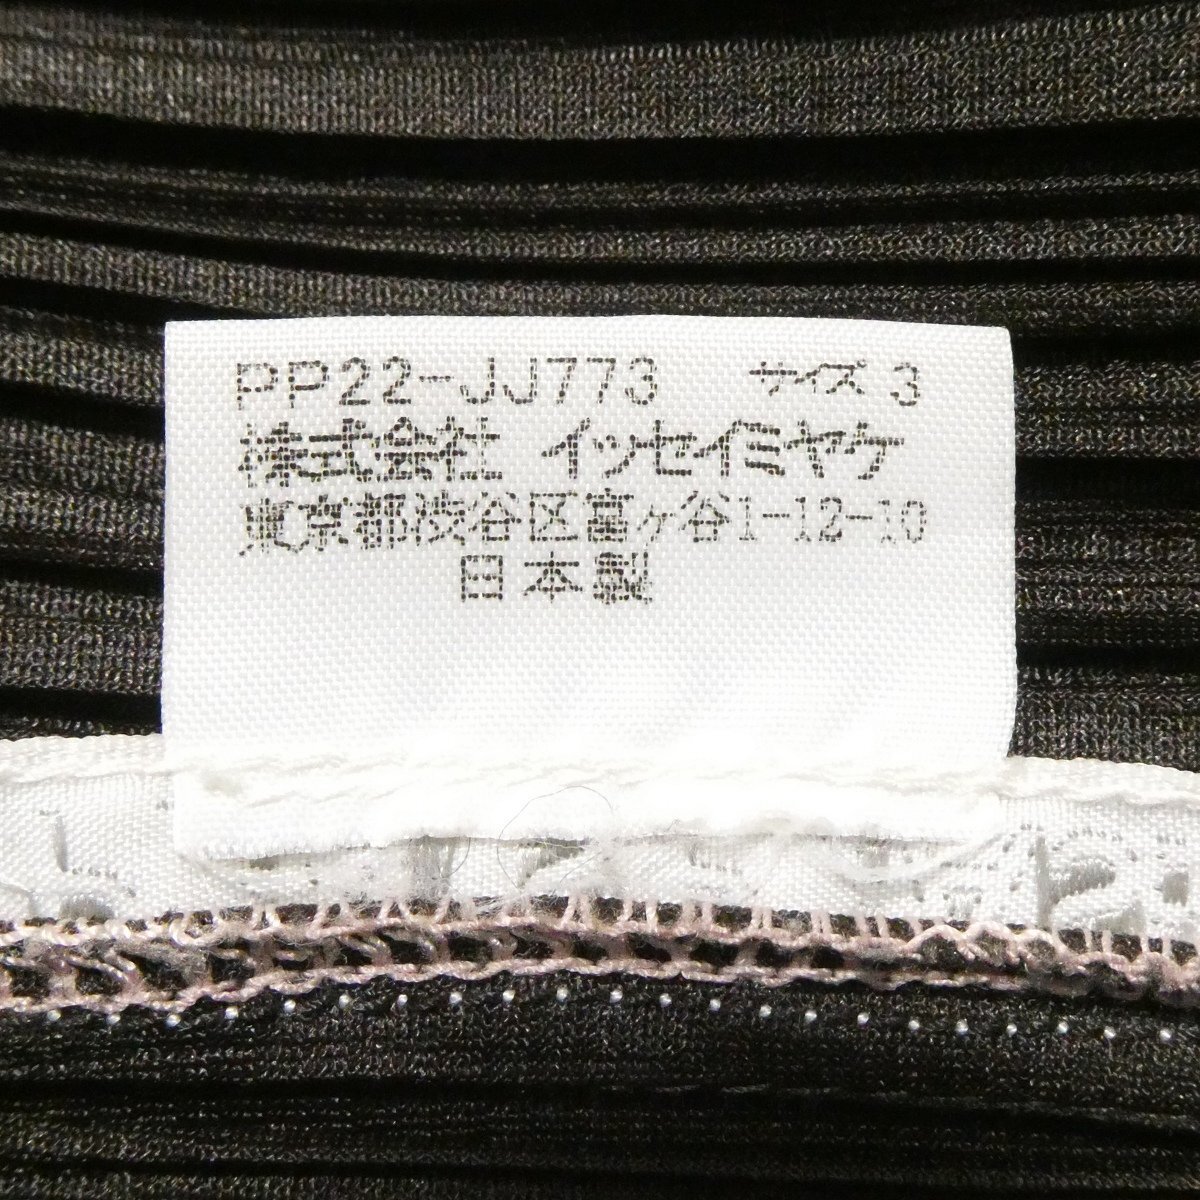 PP22-JJ773 サイズ 3
株式会社 イッセイミヤケ
東京都渋谷区富ヶ谷1-12-10
日本製